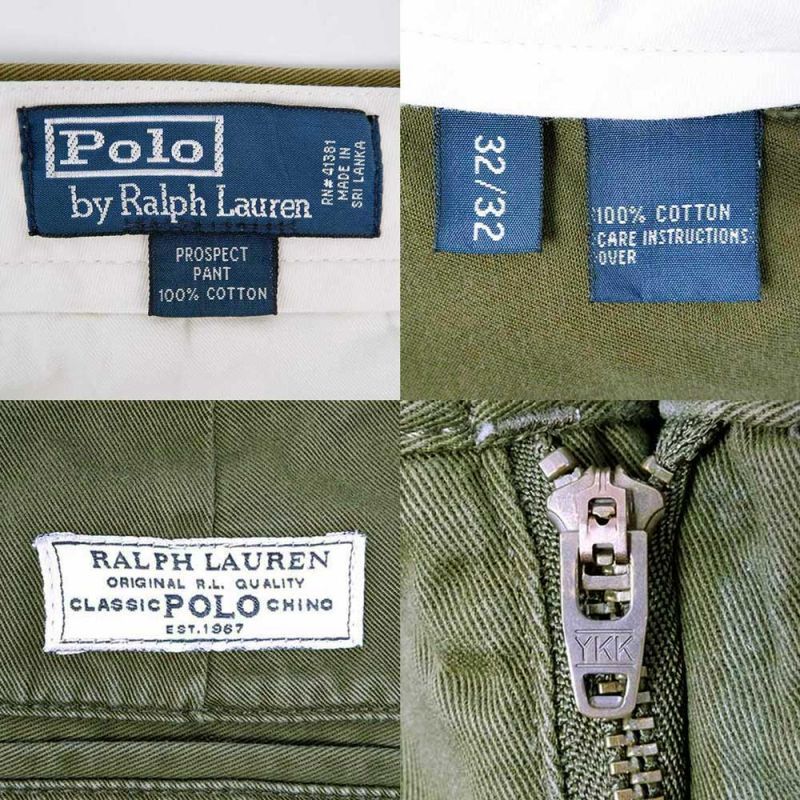 Polo
by Ralph Lauren
RN# 41381
MADE IN
SRI LANKA
PROSPECT
PANT
100% COTTON
32/32
100% COTTON
CARE INSTRUCTIONS
OVER
RALPH LAUREN
ORIGINAL R.L. QUALITY
CLASSIC POLO CHINO
EST. 1967
YKK